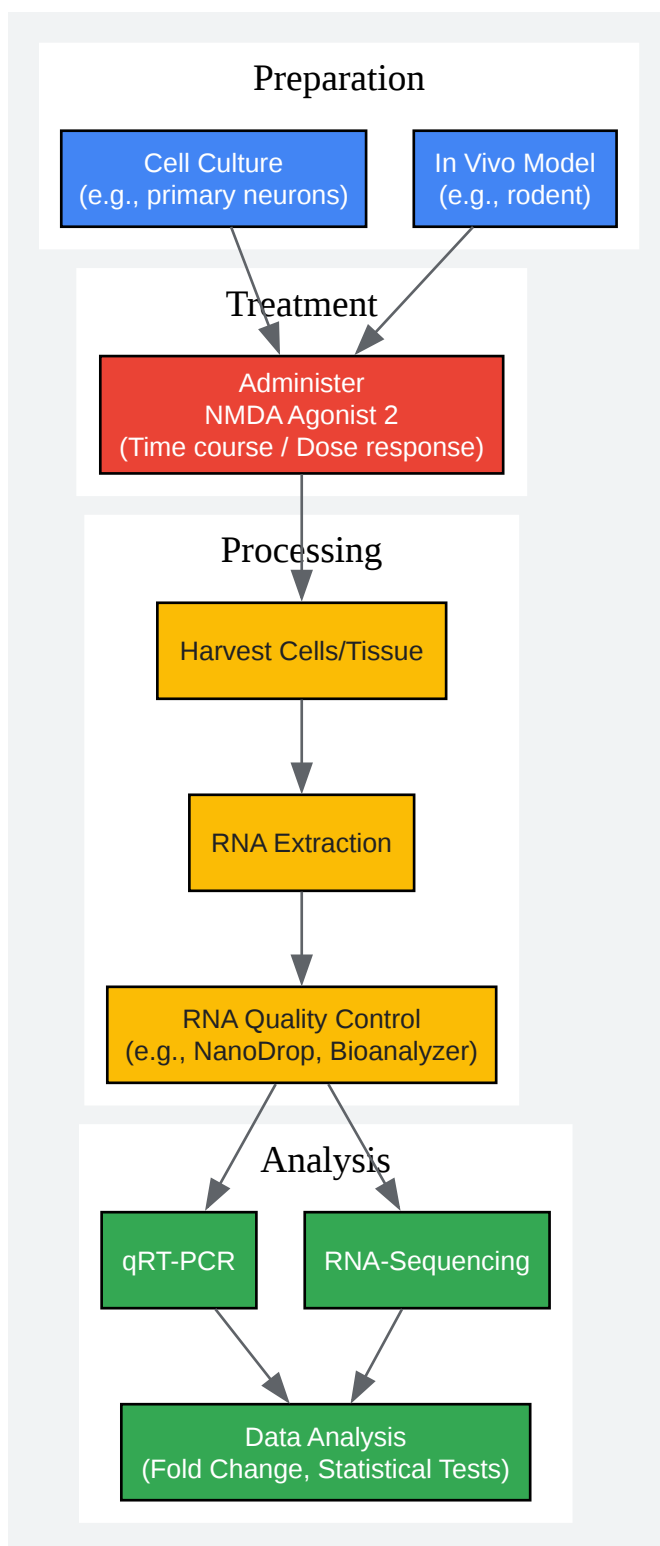 Preparation
Cell Culture
(e.g., primary neurons)
In Vivo Model
(e.g., rodent)
Treatment
Administer
NMDA Agonist 2
(Time course / Dose response)
Processing
Harvest Cells/Tissue
RNA Extraction
RNA Quality Control
(e.g., NanoDrop, Bioanalyzer)
Analysis
qRT-PCR
RNA-Sequencing
Data Analysis
(Fold Change, Statistical Tests)